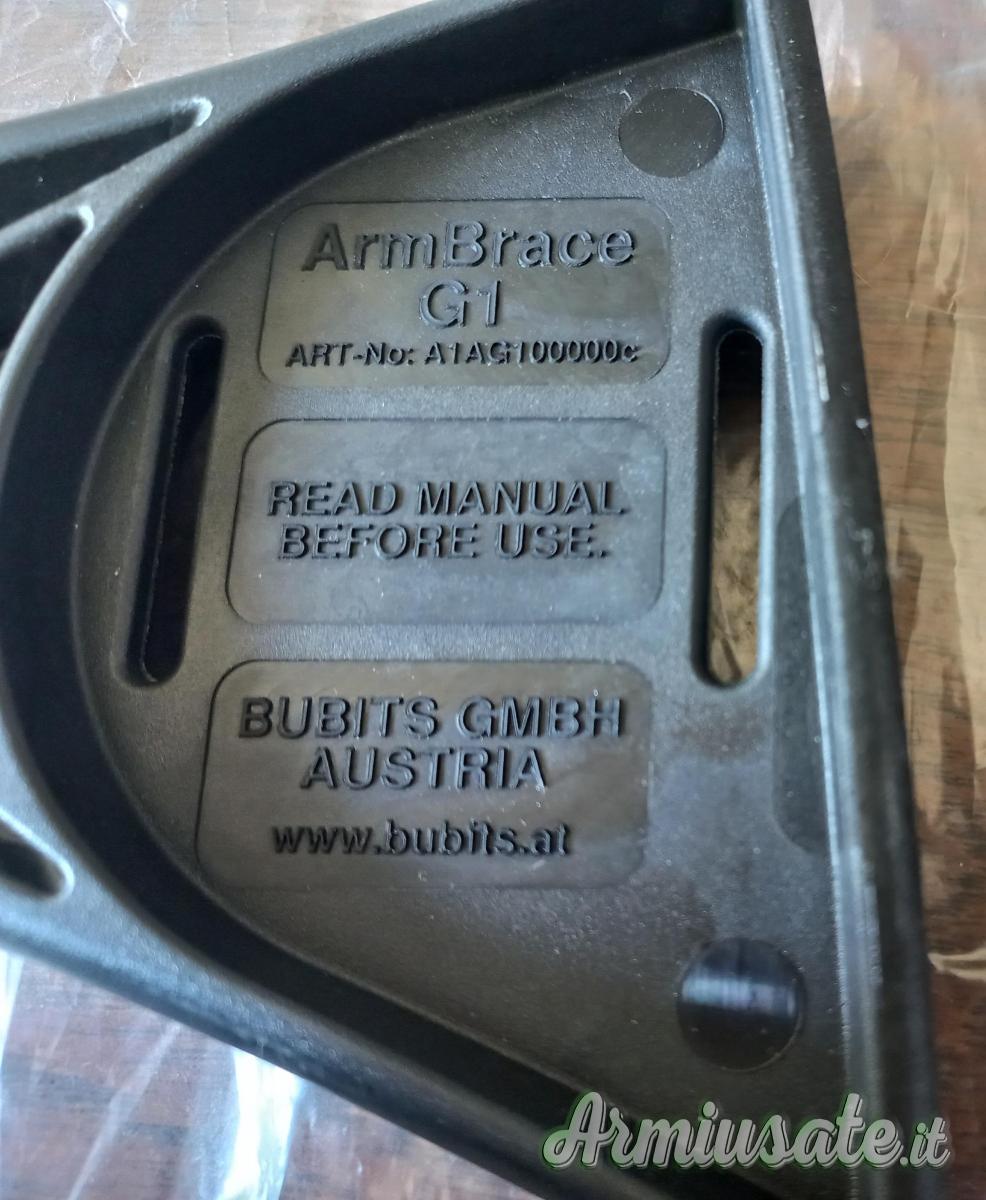 ArmBrace
G1
ART-No: A1AG100000c
READ MANUAL
BEFORE USE.
BUBITS GMBH
AUSTRIA
www.bubits.at
Armiusate.it